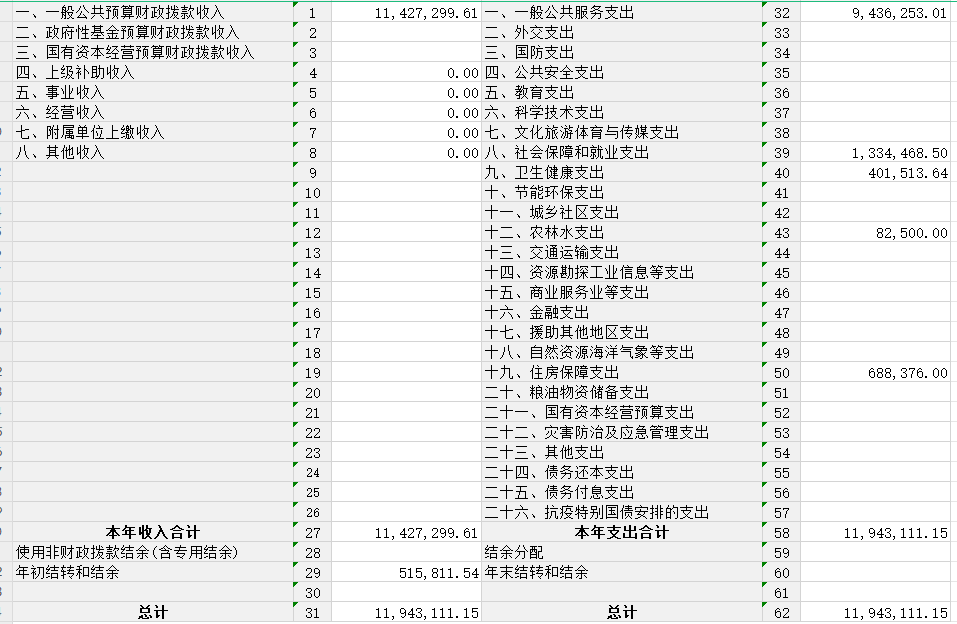 一、一般公共预算财政拨款收入 1 11,427,299.61 一、一般公共服务支出 32 9,436,253.01
二、政府性基金预算财政拨款收入 2 二、外交支出 33
三、国有资本经营预算财政拨款收入 3 三、国防支出 34
四、上级补助收入 4 0.00 四、公共安全支出 35
五、事业收入 5 0.00 五、教育支出 36
六、经营收入 6 0.00 六、科学技术支出 37
七、附属单位上缴收入 7 0.00 七、文化旅游体育与传媒支出 38
八、其他收入 8 0.00 八、社会保障和就业支出 39 1,334,468.50
9 九、卫生健康支出 40 401,513.64
10 十、节能环保支出 41
11 十一、城乡社区支出 42
12 十二、农林水支出 43 82,500.00
13 十三、交通运输支出 44
14 十四、资源勘探工业信息等支出 45
15 十五、商业服务业等支出 46
16 十六、金融支出 47
17 十七、援助其他地区支出 48
18 十八、自然资源海洋气象等支出 49
19 十九、住房保障支出 50 688,376.00
20 二十、粮油物资储备支出 51
21 二十一、国有资本经营预算支出 52
22 二十二、灾害防治及应急管理支出 53
23 二十三、其他支出 54
24 二十四、债务还本支出 55
25 二十五、债务付息支出 56
26 二十六、抗疫特别国债安排的支出 57
本年收入合计 27 11,427,299.61 本年支出合计 58 11,943,111.15
使用非财政拨款结余(含专用结余) 28 结余分配 59
年初结转和结余 29 515,811.54 年末结转和结余 60
30 61
总计 31 11,943,111.15 总计 62 11,943,111.15